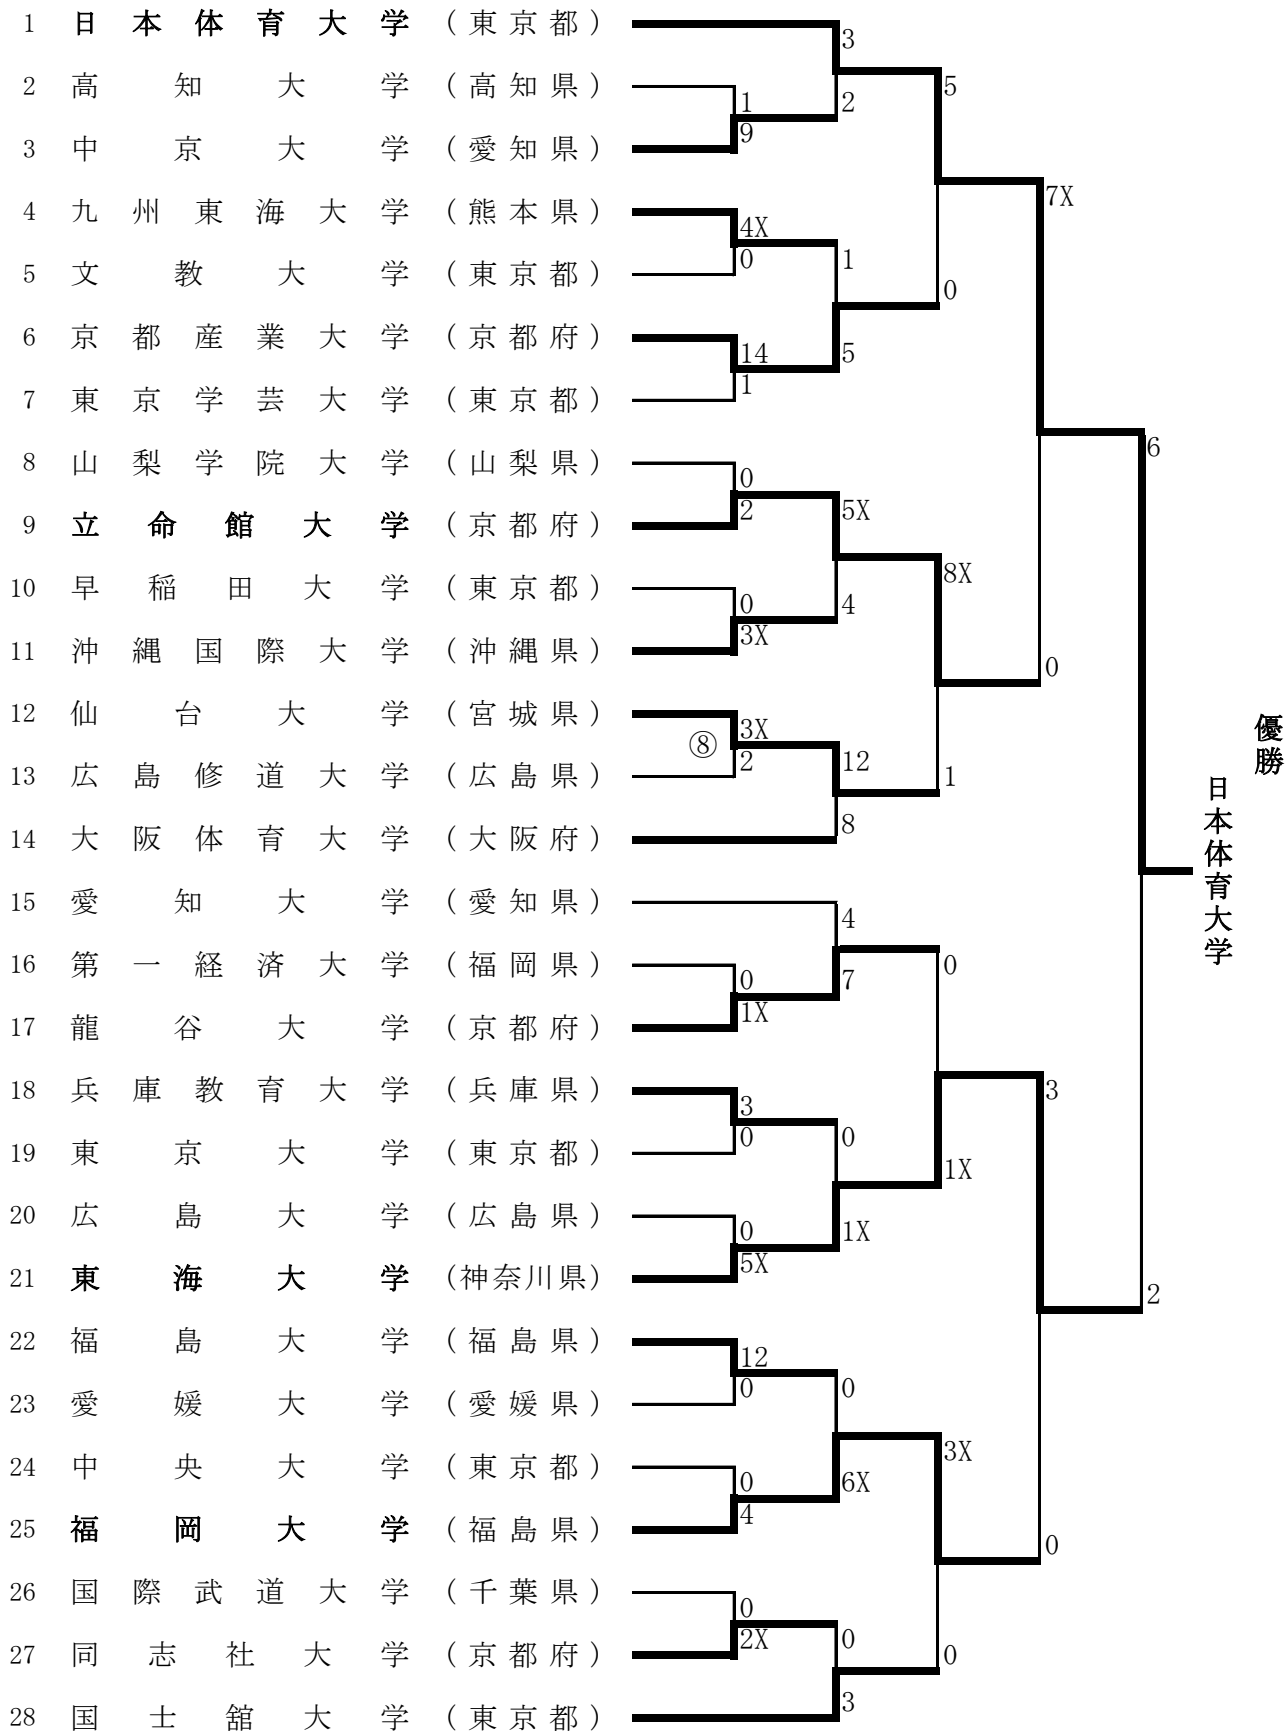 1 日本体育大学 (東京都)
2 高知大学 (高知県)
3 中京大学 (愛知県)
4 九州東海大学 (熊本県)
5 文教大学 (東京都)
6 京都産業大学 (京都府)
7 東京学芸大学 (東京都)
8 山梨学院大学 (山梨県)
9 立命館大学 (京都府)
10 早稲田大学 (東京都)
11 沖縄国際大学 (沖縄県)
12 仙台大学 (宮城県)
13 広島修道大学 (広島県)
14 大阪体育大学 (大阪府)
15 愛知大学 (愛知県)
16 第一経済大学 (福岡県)
17 龍谷大学 (京都府)
18 兵庫教育大学 (兵庫県)
19 東京大学 (東京都)
20 広島大学 (広島県)
21 東海大学 (神奈川県)
22 福島大学 (福島県)
23 愛媛大学 (愛媛県)
24 中央大学 (東京都)
25 福岡大学 (福島県)
26 国際武道大学 (千葉県)
27 同志社大学 (京都府)
28 国士舘大学 (東京都)
1
9
4X
0
14
1
0
2
0
3X
⑧
3X
2
0
1X
3
0
0
5X
12
0
0
4
0
2X
3
2
1
5
5X
4
12
8
4
7
0
1X
0
6X
0
3
5
0
8X
1
0
1X
3X
0
7X
0
3
0
6
2
優勝
日本体育大学